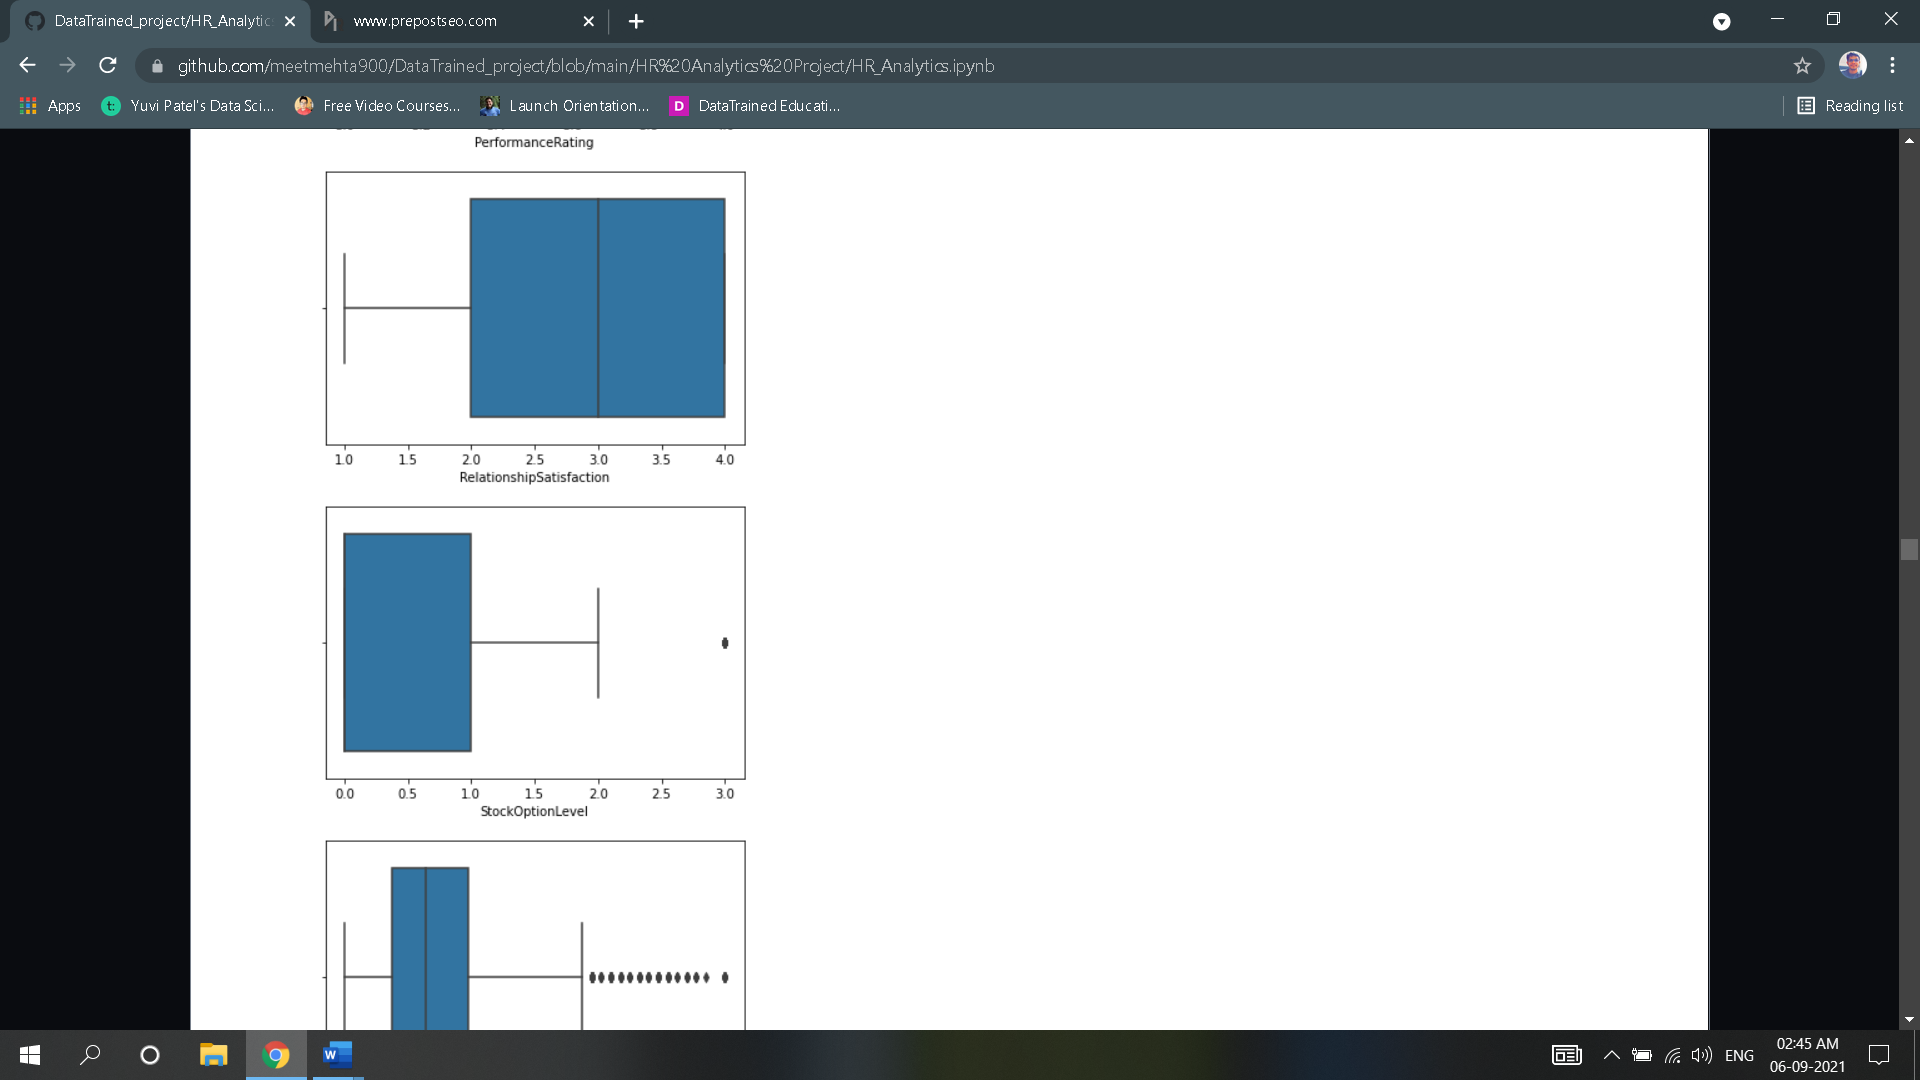 DataTrained_project/HR_Analytic
www.prepostseo.com
github.com/meetmehta900/DataTrained_project/blob/main/HR%20Analytics%20Project/HR_Analytics.ipynb
Apps
t:
Yuvi Patel's Data Sci...
Free Video Courses...
Launch Orientation...
D
DataTrained Educati...
Reading list
PerformanceRating
1.0 1.5 2.0 2.5 3.0 3.5 4.0
RelationshipSatisfaction
0.0 0.5 1.0 1.5 2.0 2.5 3.0
StockOptionLevel
W
ENG
02:45 AM
06-09-2021